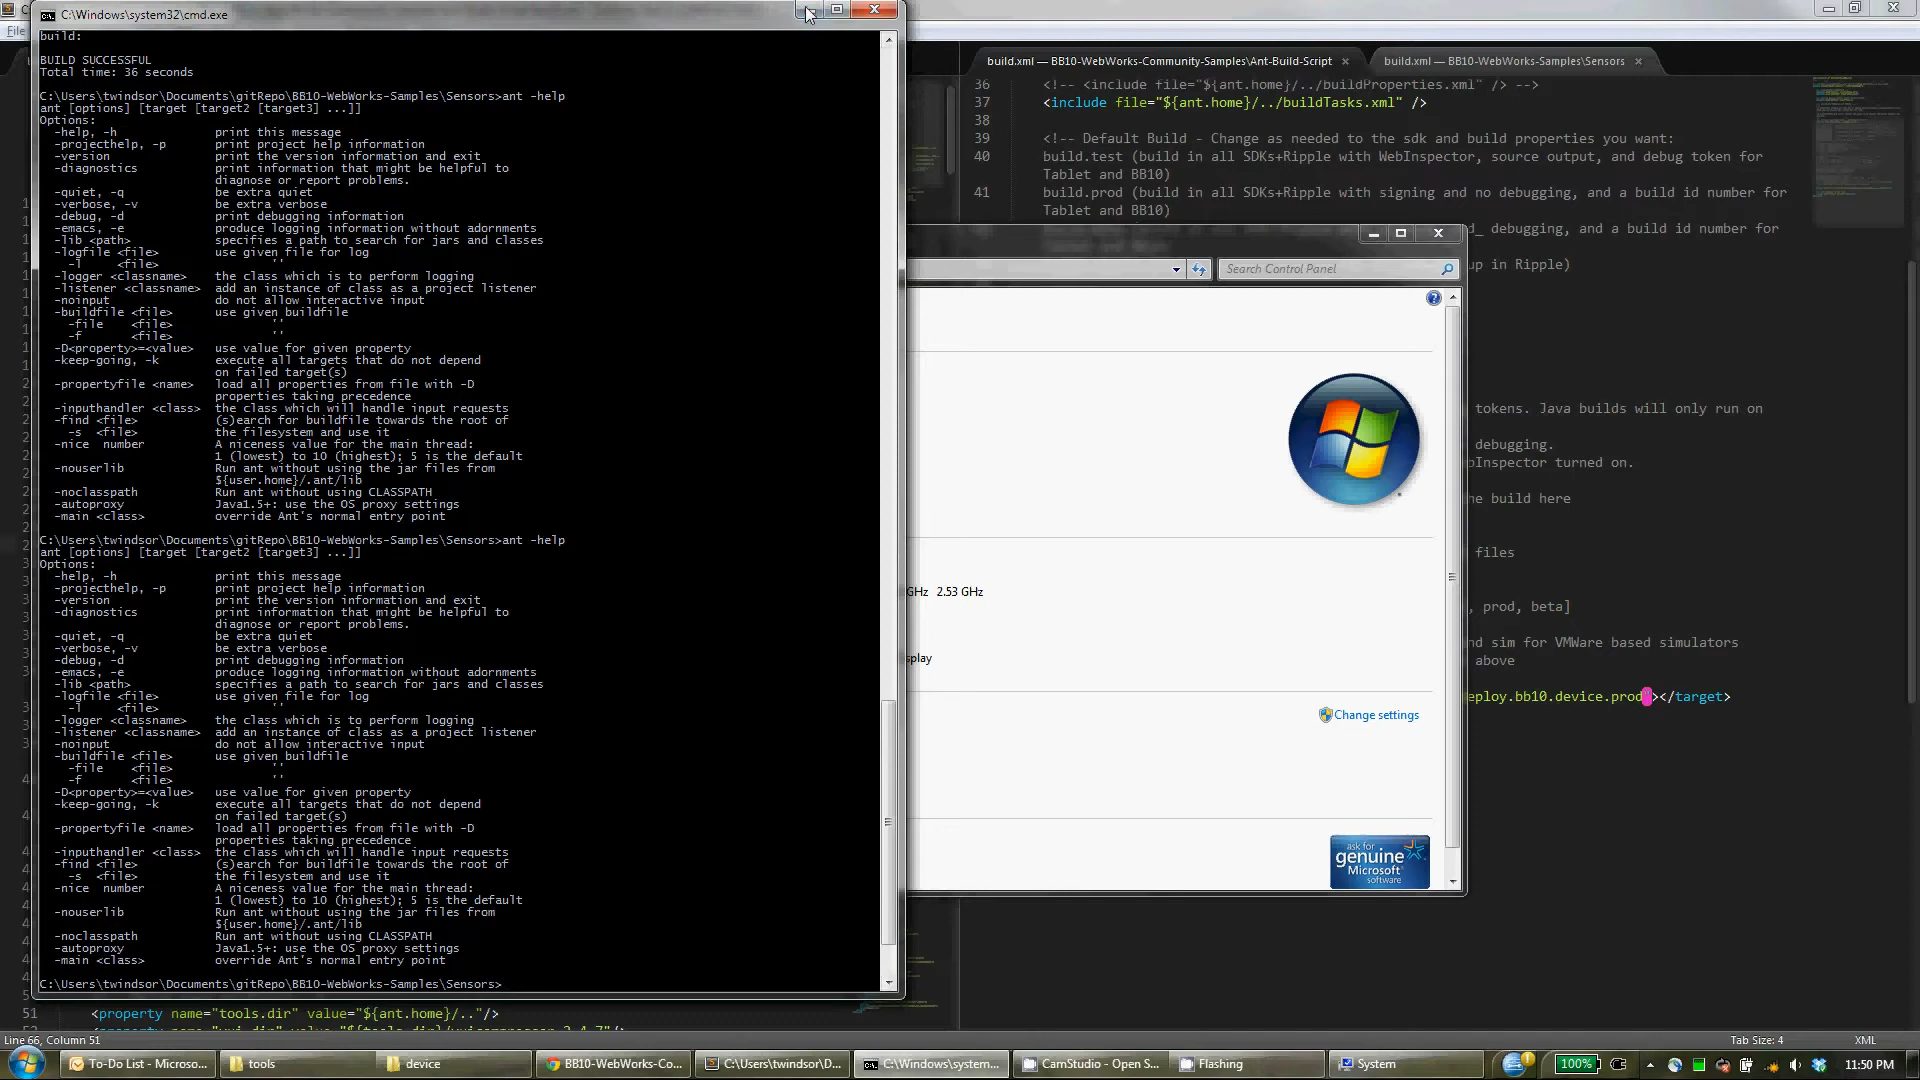 C:\Windows\system32\cmd.exe
build:
BUILD SUCCESSFUL
Total time: 36 seconds
C:\Users\twindsor\Documents\gitRepo\BB10-WebWorks-Samples\Sensors>ant -help
ant [options] [target [target2 [target3] ...]]
Options:
-help, -h print this message
-projecthelp, -p print project help information
-version print the version information and exit
-diagnostics print information that might be helpful to
diagnose or report problems.
-quiet, -q be extra quiet
-verbose, -v be extra verbose
-debug, -d print debugging information
-emacs, -e produce logging information without adornments
-lib <path> specifies a path to search for jars and classes
-logfile <file> use given file for log
-l <file> ''
-logger <classname> the class which is to perform logging
-listener <classname> add an instance of class as a project listener
-noinput do not allow interactive input
-buildfile <file> use given buildfile
-file <file> ''
-f <file> ''
-D<property>=<value> use value for given property
-keep-going, -k execute all targets that do not depend
on failed target(s)
-propertyfile <name> load all properties from file with -D
properties taking precedence
-inputhandler <class> the class which will handle input requests
-find <file> (s)earch for buildfile towards the root of
-s <file> the filesystem and use it
-nice number A niceness value for the main thread:
1 (lowest) to 10 (highest); 5 is the default
-nouserlib Run ant without using the jar files from
${user.home}/.ant/lib
-noclasspath Run ant without using CLASSPATH
-autoproxy Java1.5+: use the OS proxy settings
-main <class> override Ant's normal entry point
C:\Users\twindsor\Documents\gitRepo\BB10-WebWorks-Samples\Sensors>ant -help
ant [options] [target [target2 [target3] ...]]
Options:
-help, -h print this message
-projecthelp, -p print project help information
-version print the version information and exit
-diagnostics print information that might be helpful to
diagnose or report problems.
-quiet, -q be extra quiet
-verbose, -v be extra verbose
-debug, -d print debugging information
-emacs, -e produce logging information without adornments
-lib <path> specifies a path to search for jars and classes
-logfile <file> use given file for log
-l <file> ''
-logger <classname> the class which is to perform logging
-listener <classname> add an instance of class as a project listener
-noinput do not allow interactive input
-buildfile <file> use given buildfile
-file <file> ''
-f <file> ''
-D<property>=<value> use value for given property
-keep-going, -k execute all targets that do not depend
on failed target(s)
-propertyfile <name> load all properties from file with -D
properties taking precedence
-inputhandler <class> the class which will handle input requests
-find <file> (s)earch for buildfile towards the root of
-s <file> the filesystem and use it
-nice number A niceness value for the main thread:
1 (lowest) to 10 (highest); 5 is the default
-nouserlib Run ant without using the jar files from
${user.home}/.ant/lib
-noclasspath Run ant without using CLASSPATH
-autoproxy Java1.5+: use the OS proxy settings
-main <class> override Ant's normal entry point
C:\Users\twindsor\Documents\gitRepo\BB10-WebWorks-Samples\Sensors>
File
51 <property name="tools.dir" value="${ant.home}/.."/>
build.xml — BB10-WebWorks-Community-Samples\Ant-Build-Script
build.xml — BB10-WebWorks-Samples\Sensors
36 <!-- <include file="${ant.home}/../buildProperties.xml" /> -->
37 <include file="${ant.home}/../buildTasks.xml" />
38
39 <!-- Default Build - Change as needed to the sdk and build properties you want:
40 build.test (build in all SDKs+Ripple with WebInspector, source output, and debug token for
Tablet and BB10)
41 build.prod (build in all SDKs+Ripple with signing and no debugging, and a build id number for
Tablet and BB10)
debugging, and a build id number for
up in Ripple)
Search Control Panel
tokens. Java builds will only run on
debugging.
Inspector turned on.
the build here
files
GHz 2.53 GHz
, prod, beta]
nd sim for VMWare based simulators
above
splay
eploy.bb10.device.prod"></target>
Change settings
ask for
genuine
Microsoft
software
Line 66, Column 51
Tab Size: 4
XML
To-Do List - Microso...
tools
device
BB10-WebWorks-Co...
C:\Users\twindsor\D...
C:\Windows\system...
CamStudio - Open S...
Flashing
System
100%
11:50 PM